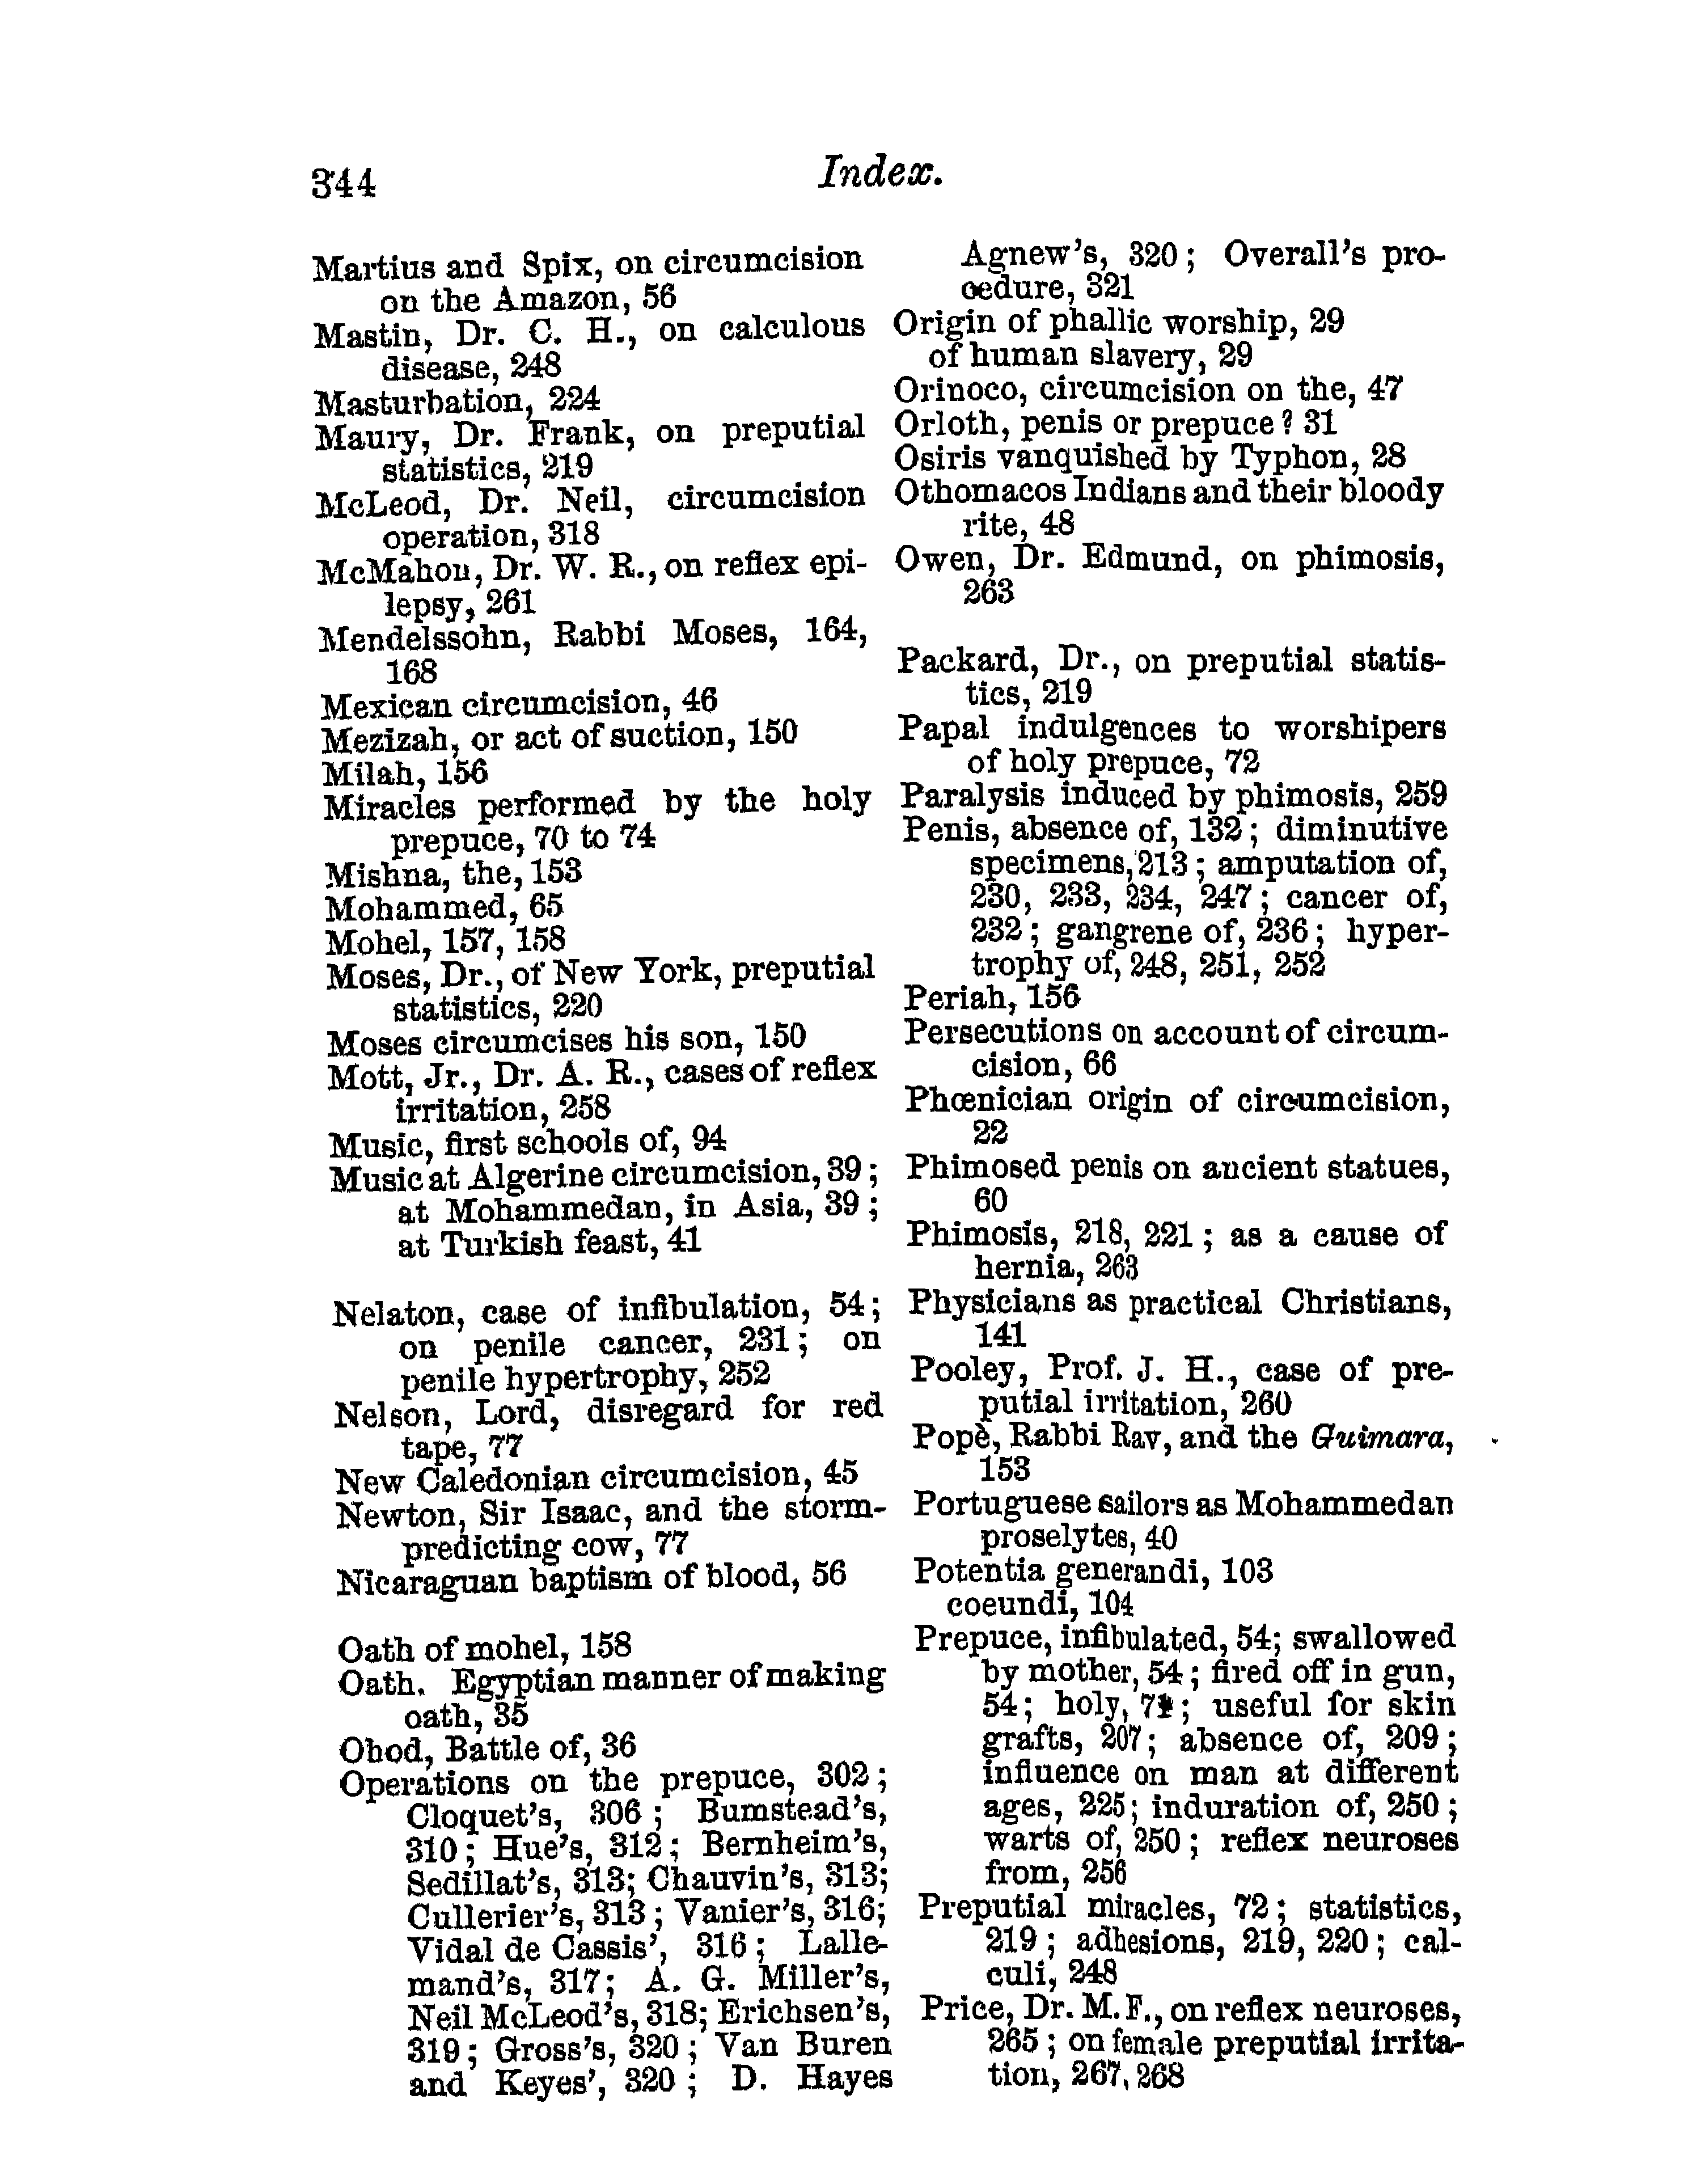 344
Index.
Martius and Spix, on circumcision
on the Amazon, 56
Mastin, Dr. C. H., on calculous
disease, 248
Masturbation, 224
Maury, Dr. Frank, on preputial
statistics, 219
McLeod, Dr. Neil, circumcision
operation, 318
McMahon, Dr. W. R., on reflex epi-
lepsy, 261
Mendelssohn, Rabbi Moses, 164,
168
Mexican circumcision, 46
Mezizah, or act of suction, 150
Milah, 156
Miracles performed by the holy
prepuce, 70 to 74
Mishna, the, 153
Mohammed, 65
Mohel, 157, 158
Moses, Dr., of New York, preputial
statistics, 220
Moses circumcises his son, 150
Mott, Jr., Dr. A. R., cases of reflex
irritation, 258
Music, first schools of, 94
Music at Algerine circumcision, 39;
at Mohammedan, in Asia, 39;
at Turkish feast, 41
Nelaton, case of infibulation, 54;
on penile cancer, 231; on
penile hypertrophy, 252
Nelson, Lord, disregard for red
tape, 77
New Caledonian circumcision, 45
Newton, Sir Isaac, and the storm-
predicting cow, 77
Nicaraguan baptism of blood, 56
Oath of mohel, 158
Oath. Egyptian manner of making
oath, 35
Ohod, Battle of, 36
Operations on the prepuce, 302;
Cloquet's, 306; Bumstead's,
310; Hue's, 312; Bernheim's,
Sedillat's, 313; Chauvin's, 313;
Cullerier's, 313; Vanier's, 316;
Vidal de Cassis', 316; Lalle-
mand's, 317; A. G. Miller's,
Neil McLeod's, 318; Erichsen's,
319; Gross's, 320; Van Buren
and Keyes', 320; D. Hayes
Agnew's, 320; Overall's pro-
cedure, 321
Origin of phallic worship, 29
of human slavery, 29
Orinoco, circumcision on the, 47
Orloth, penis or prepuce? 31
Osiris vanquished by Typhon, 28
Othomacos Indians and their bloody
rite, 48
Owen, Dr. Edmund, on phimosis,
263
Packard, Dr., on preputial statis-
tics, 219
Papal indulgences to worshipers
of holy prepuce, 72
Paralysis induced by phimosis, 259
Penis, absence of, 132; diminutive
specimens, 213; amputation of,
230, 233, 234, 247; cancer of,
232; gangrene of, 236; hyper-
trophy of, 248, 251, 252
Periah, 156
Persecutions on account of circum-
cision, 66
Phœnician origin of circumcision,
22
Phimosed penis on ancient statues,
60
Phimosis, 218, 221; as a cause of
hernia, 263
Physicians as practical Christians,
141
Pooley, Prof. J. H., case of pre-
putial irritation, 260
Popè, Rabbi Rav, and the Guimara,
153
Portuguese sailors as Mohammedan
proselytes, 40
Potentia generandi, 103
coeundi, 104
Prepuce, infibulated, 54; swallowed
by mother, 54; fired off in gun,
54; holy, ; useful for skin
grafts, 207; absence of, 209;
influence on man at different
ages, 225; induration of, 250;
warts of, 250; reflex neuroses
from, 256
Preputial miracles, 72; statistics,
219; adhesions, 219, 220; cal-
culi, 248
Price, Dr. M. F., on reflex neuroses,
265; on female preputial irrita-
tion, 267, 268